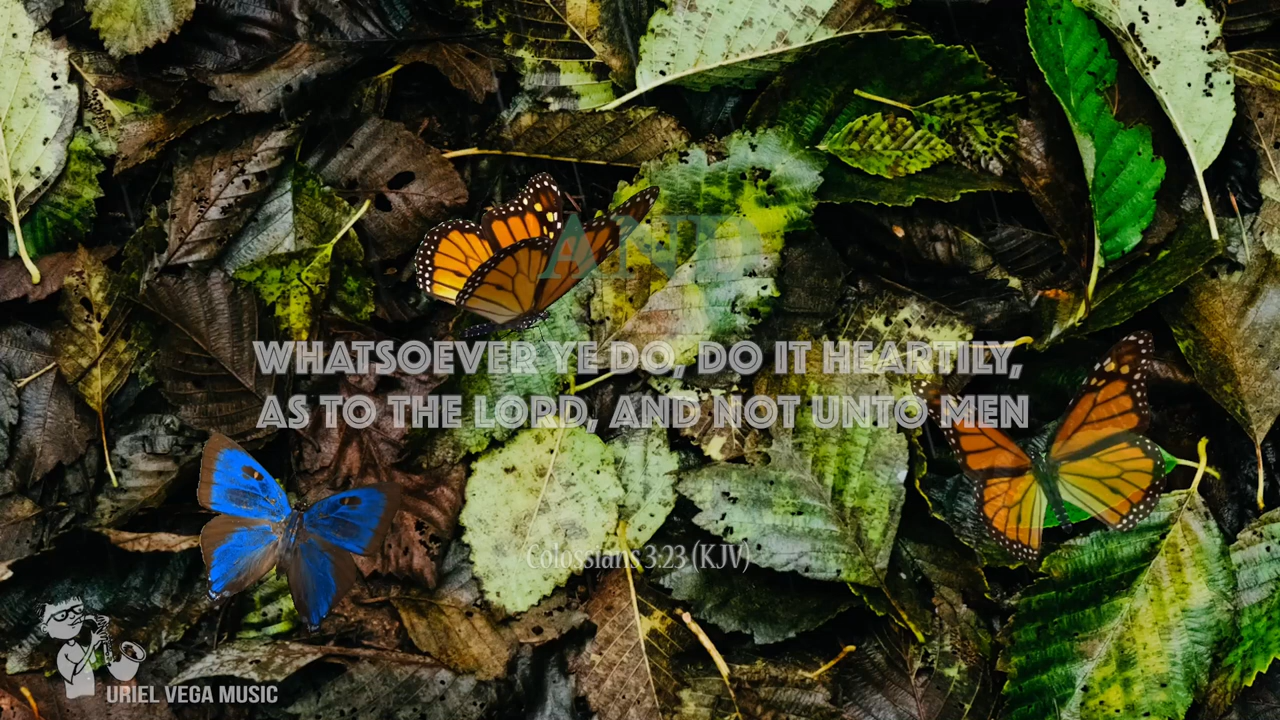 AND
WHATSOEVER YE DO, DO IT HEARTILY,
AS TO THE LORD, AND NOT UNTO MEN
Colossians 3:23 (KJV)
URIEL VEGA MUSIC